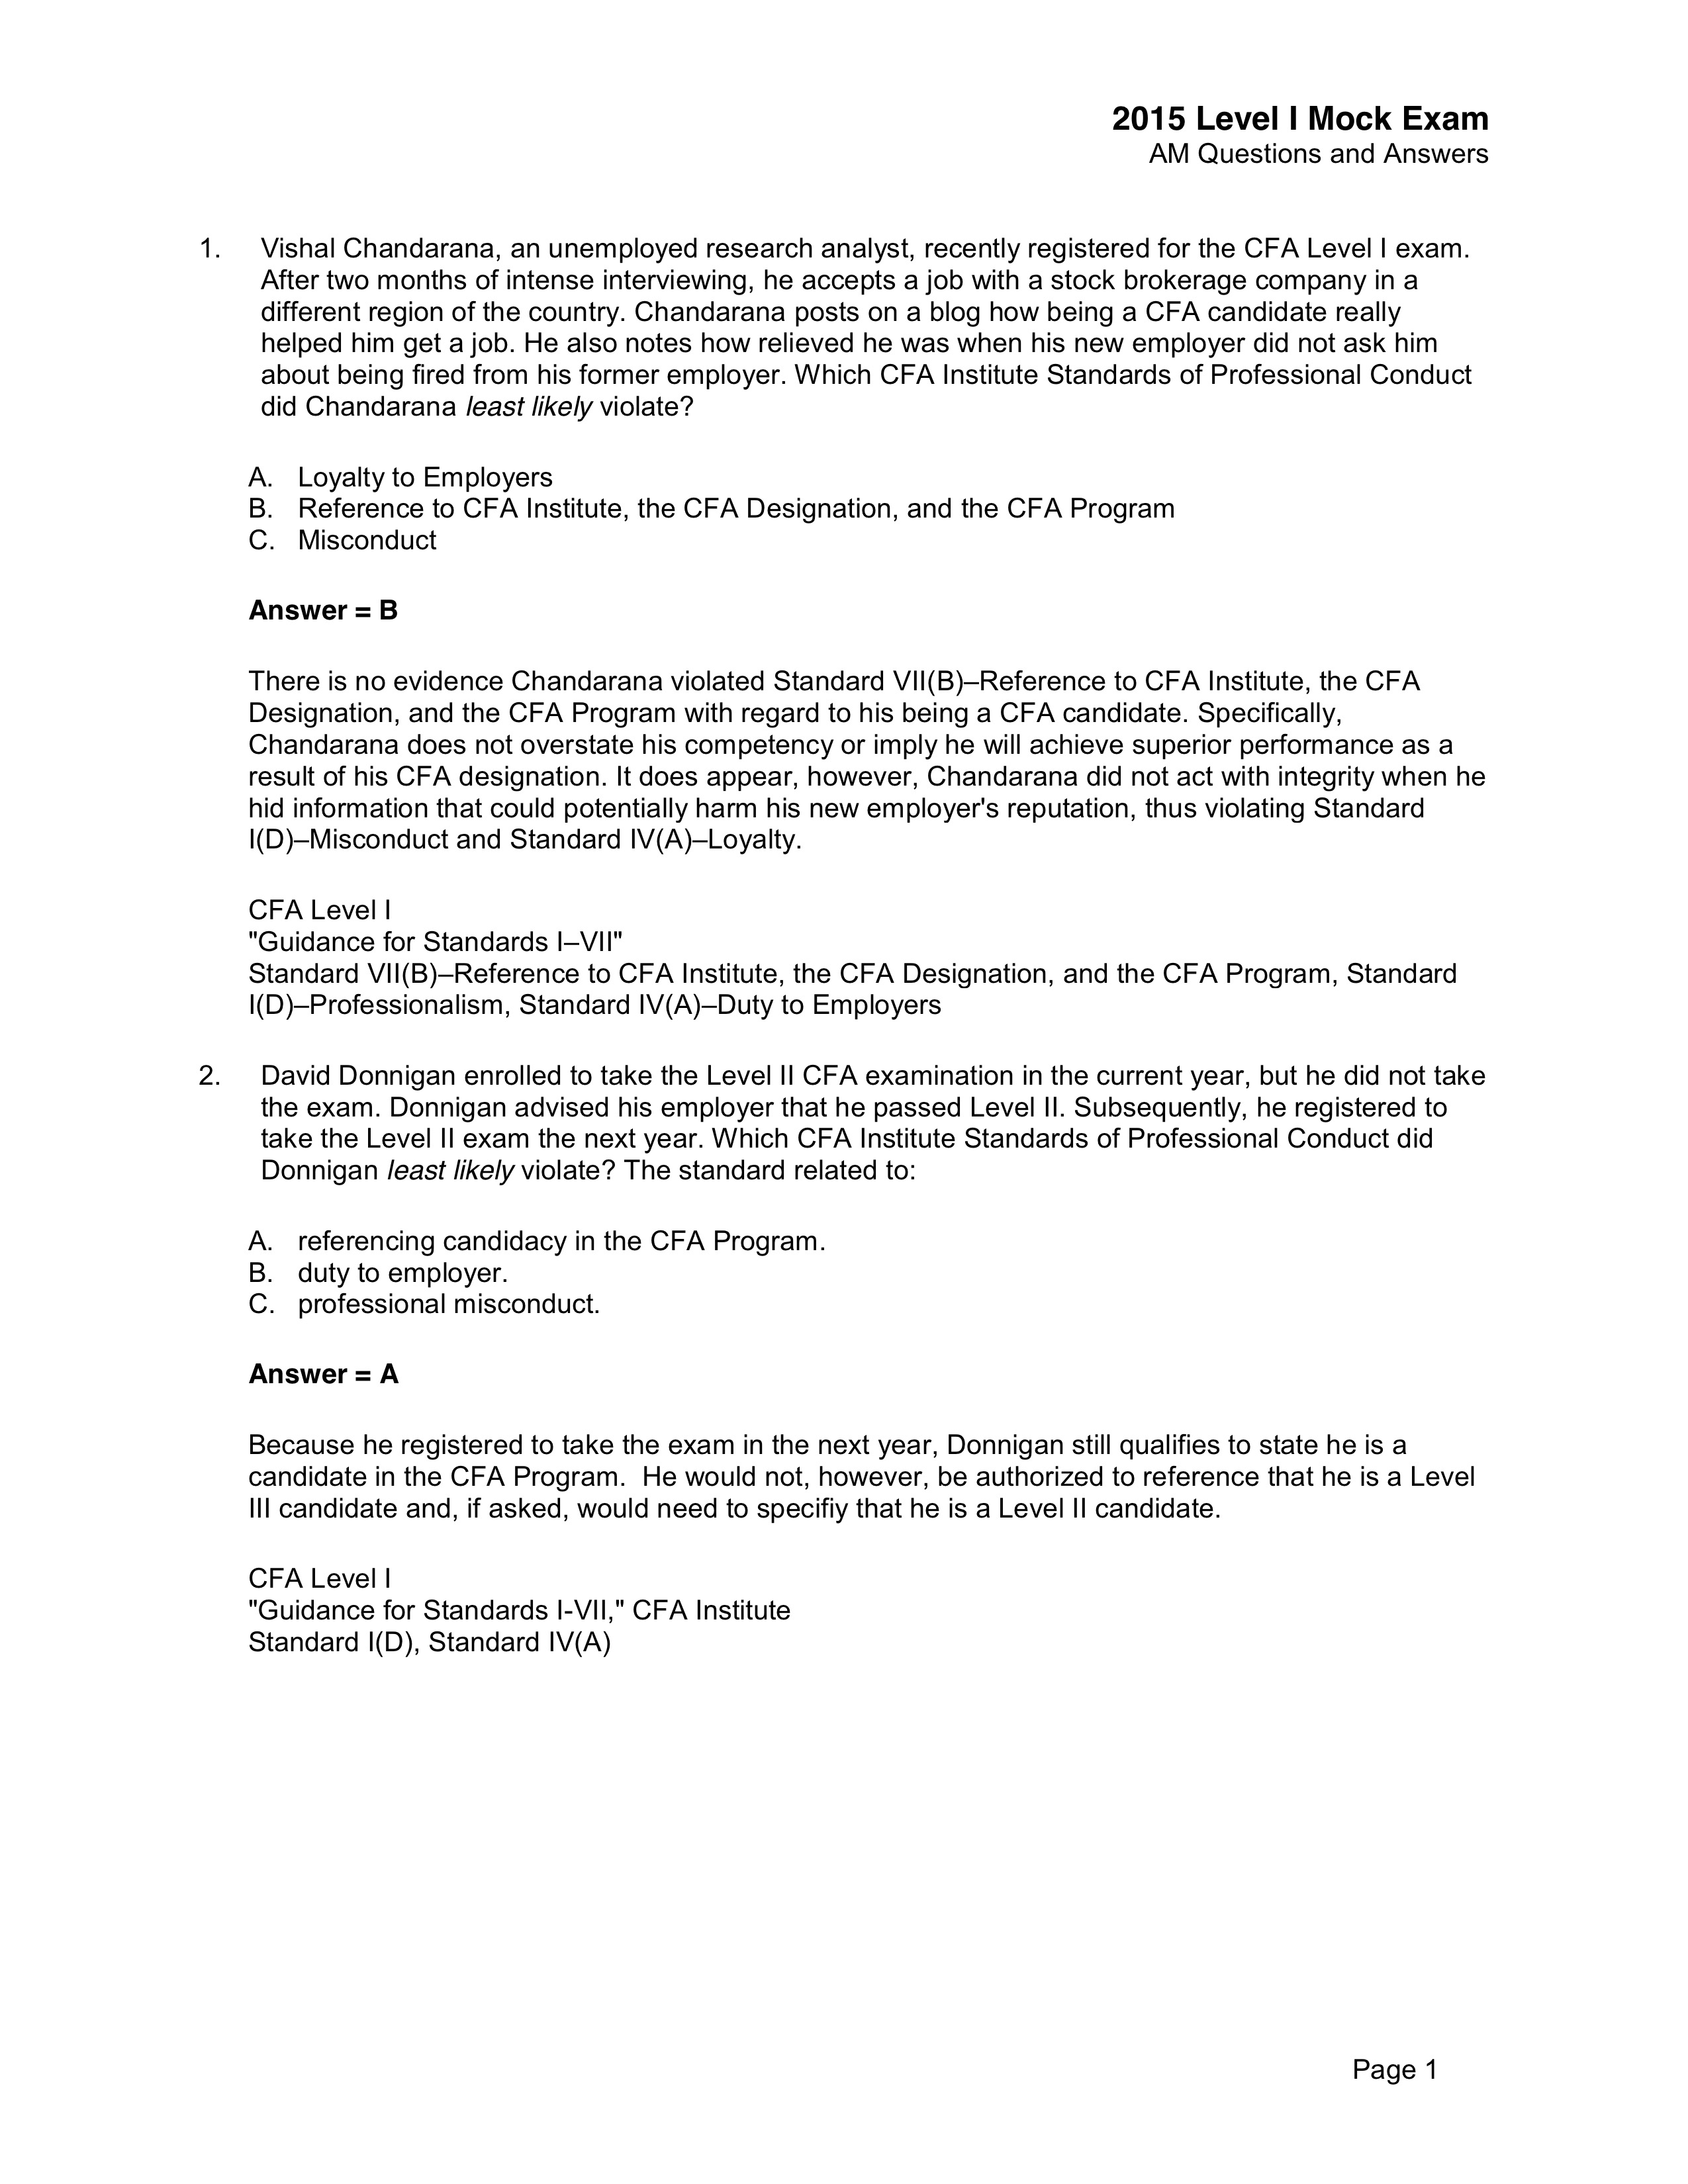 2015 Level I Mock Exam
AM Questions and Answers
1. Vishal Chandarana, an unemployed research analyst, recently registered for the CFA Level I exam.
After two months of intense interviewing, he accepts a job with a stock brokerage company in a
different region of the country. Chandarana posts on a blog how being a CFA candidate really
helped him get a job. He also notes how relieved he was when his new employer did not ask him
about being fired from his former employer. Which CFA Institute Standards of Professional Conduct
did Chandarana least likely violate?
A. Loyalty to Employers
B. Reference to CFA Institute, the CFA Designation, and the CFA Program
C. Misconduct
Answer = B
There is no evidence Chandarana violated Standard VII(B)–Reference to CFA Institute, the CFA
Designation, and the CFA Program with regard to his being a CFA candidate. Specifically,
Chandarana does not overstate his competency or imply he will achieve superior performance as a
result of his CFA designation. It does appear, however, Chandarana did not act with integrity when he
hid information that could potentially harm his new employer's reputation, thus violating Standard
I(D)–Misconduct and Standard IV(A)–Loyalty.
CFA Level I
"Guidance for Standards I–VII"
Standard VII(B)–Reference to CFA Institute, the CFA Designation, and the CFA Program, Standard
I(D)–Professionalism, Standard IV(A)–Duty to Employers
2. David Donnigan enrolled to take the Level II CFA examination in the current year, but he did not take
the exam. Donnigan advised his employer that he passed Level II. Subsequently, he registered to
take the Level II exam the next year. Which CFA Institute Standards of Professional Conduct did
Donnigan least likely violate? The standard related to:
A. referencing candidacy in the CFA Program.
B. duty to employer.
C. professional misconduct.
Answer = A
Because he registered to take the exam in the next year, Donnigan still qualifies to state he is a
candidate in the CFA Program.  He would not, however, be authorized to reference that he is a Level
III candidate and, if asked, would need to specifiy that he is a Level II candidate.
CFA Level I
"Guidance for Standards I-VII," CFA Institute
Standard I(D), Standard IV(A)
Page 1